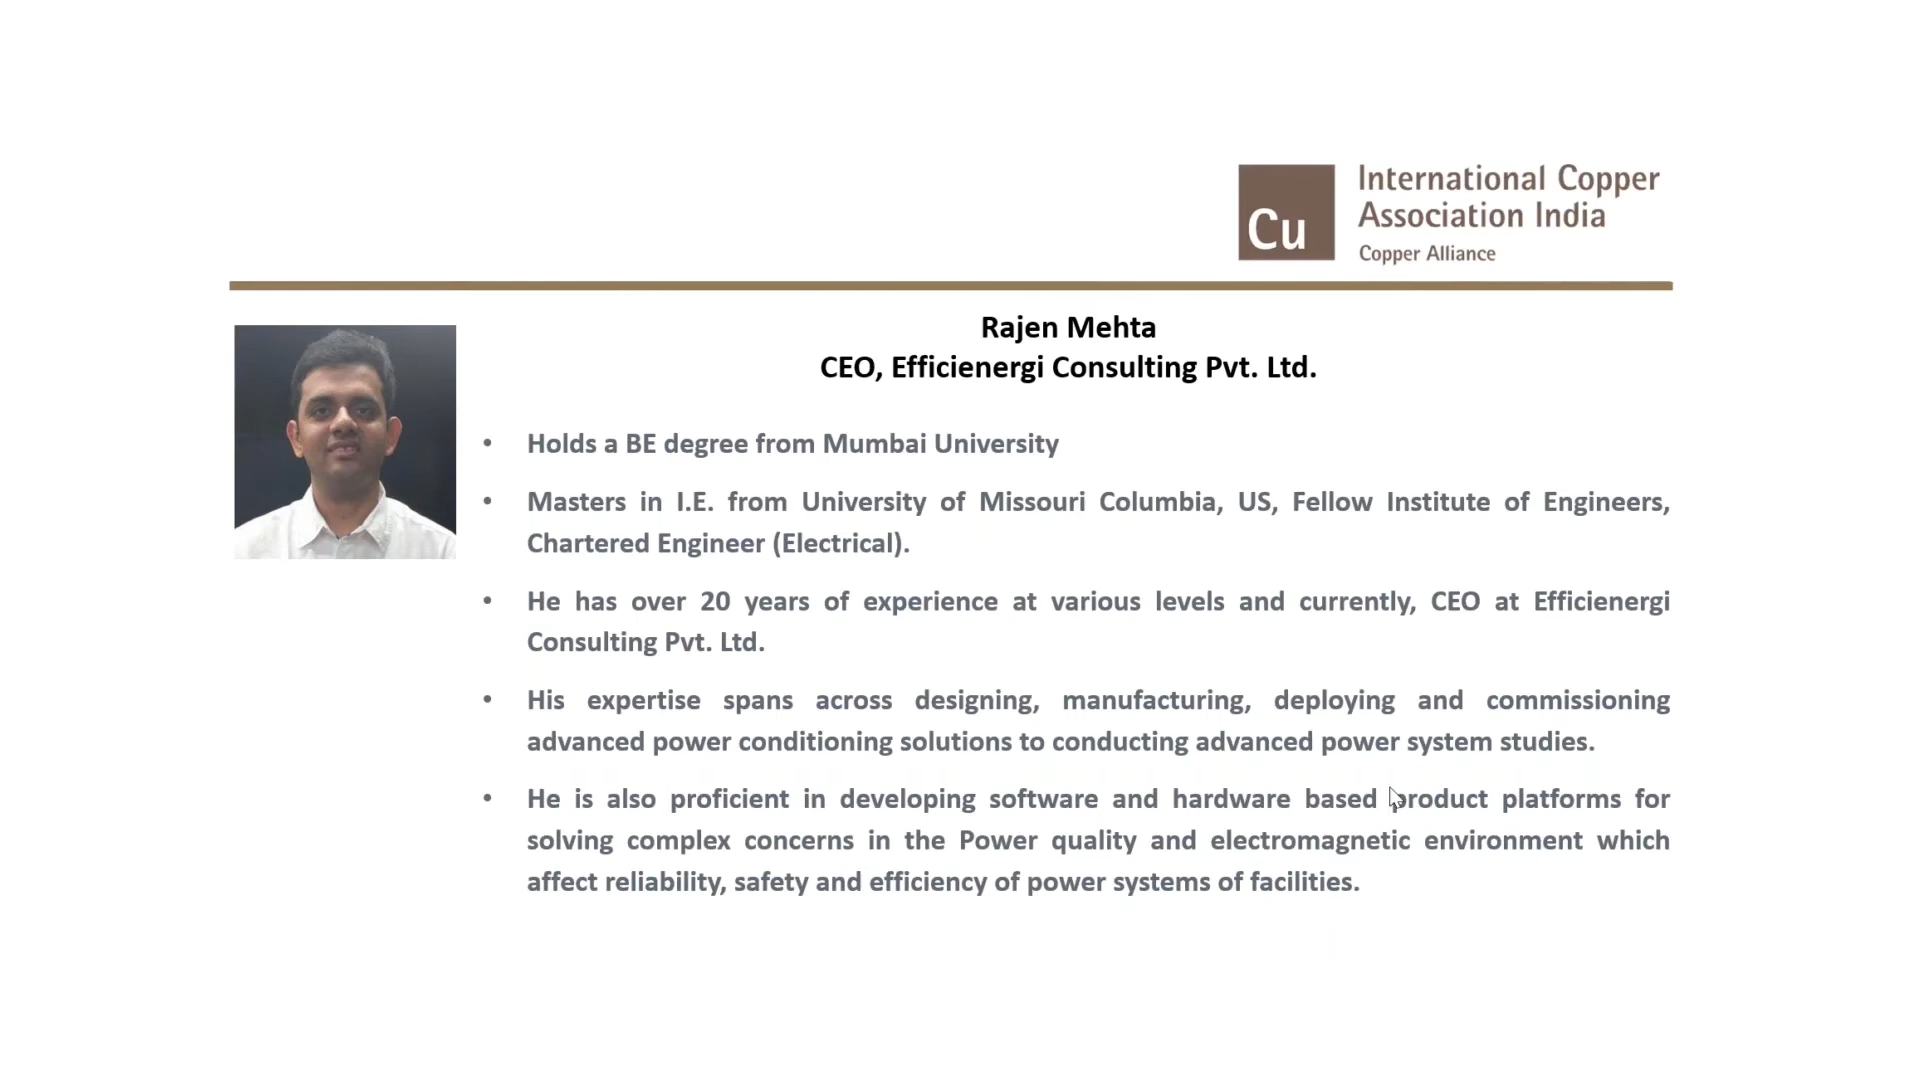 Cu
International Copper
Association India
Copper Alliance
Rajen Mehta
CEO, Efficienergi Consulting Pvt. Ltd.
• Holds a BE degree from Mumbai University
• Masters in I.E. from University of Missouri Columbia, US, Fellow Institute of Engineers,
Chartered Engineer (Electrical).
• He has over 20 years of experience at various levels and currently, CEO at Efficienergi
Consulting Pvt. Ltd.
• His expertise spans across designing, manufacturing, deploying and commissioning
advanced power conditioning solutions to conducting advanced power system studies.
• He is also proficient in developing software and hardware based product platforms for
solving complex concerns in the Power quality and electromagnetic environment which
affect reliability, safety and efficiency of power systems of facilities.